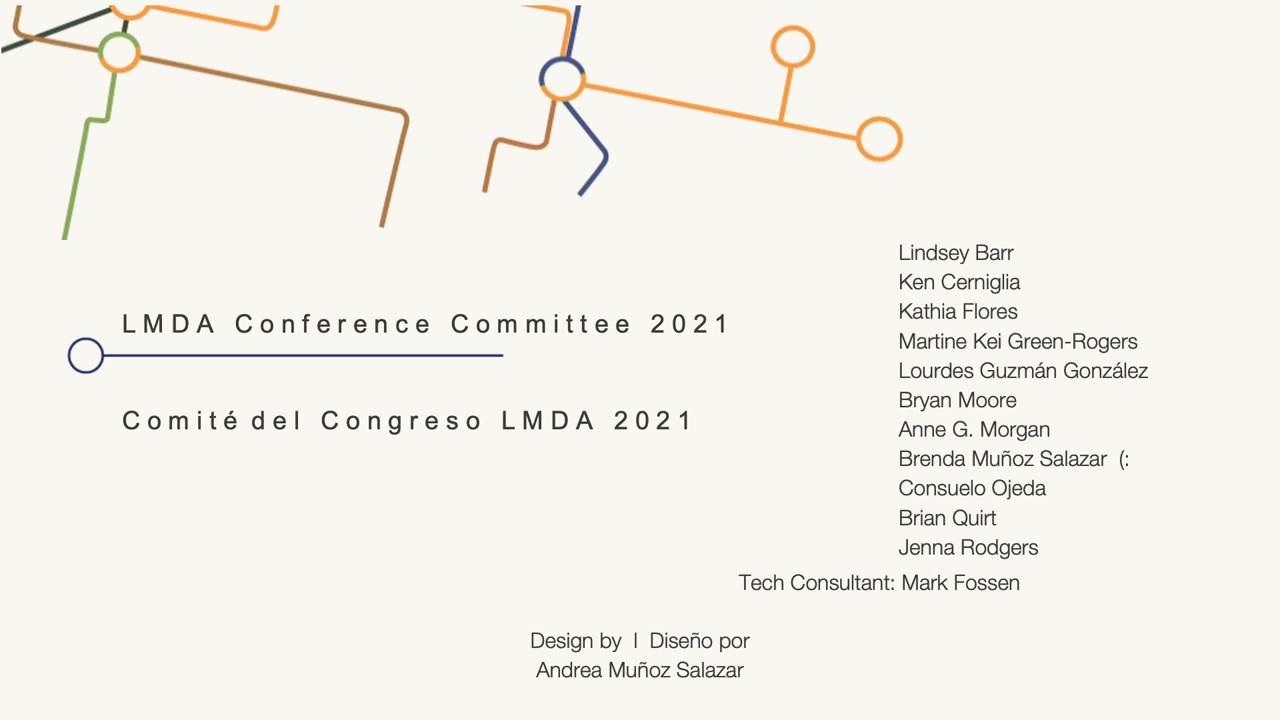 LMDA Conference Committee 2021
Comité del Congreso LMDA 2021
Lindsey Barr
Ken Cerniglia
Kathia Flores
Martine Kei Green-Rogers
Lourdes Guzmán González
Bryan Moore
Anne G. Morgan
Brenda Muñoz Salazar  (:
Consuelo Ojeda
Brian Quirt
Jenna Rodgers
Tech Consultant: Mark Fossen
Design by  |  Diseño por
Andrea Muñoz Salazar